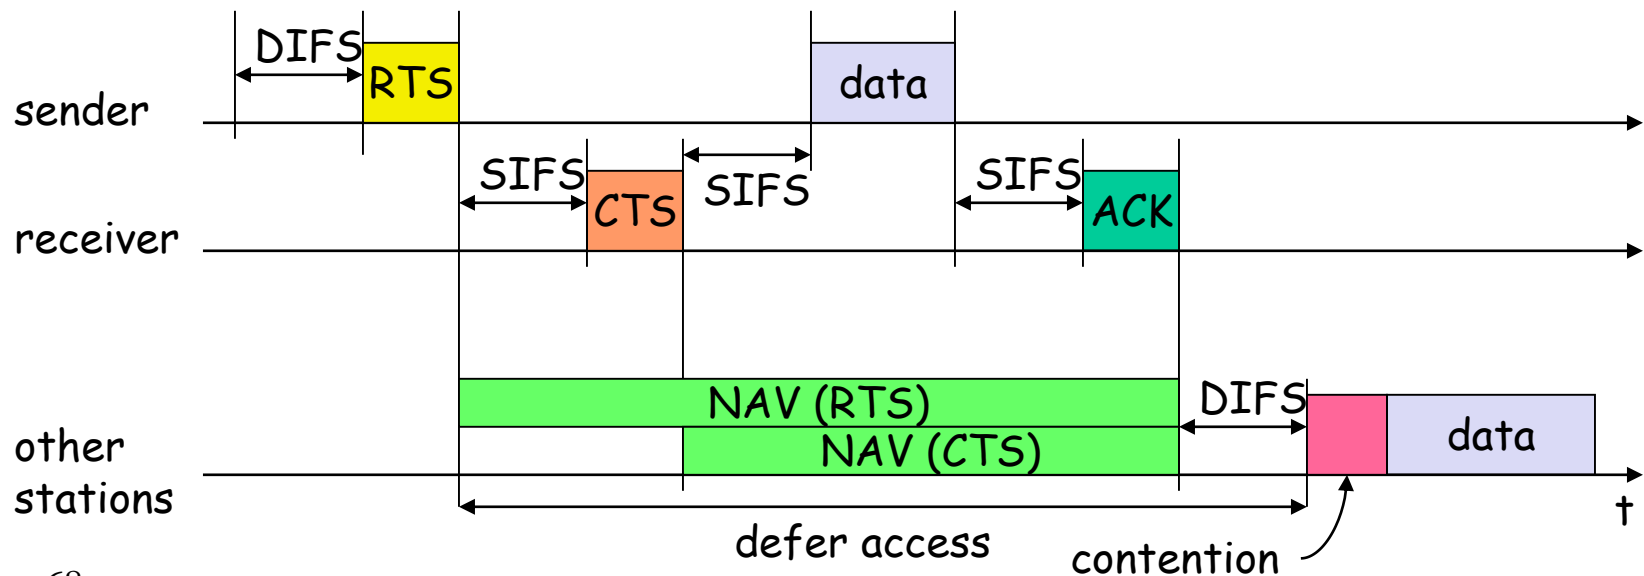 DIFS
RTS
data
sender
SIFS
SIFS
SIFS
CTS
ACK
receiver
NAV (RTS)
DIFS
other
stations
NAV (CTS)
data
t
defer access
contention